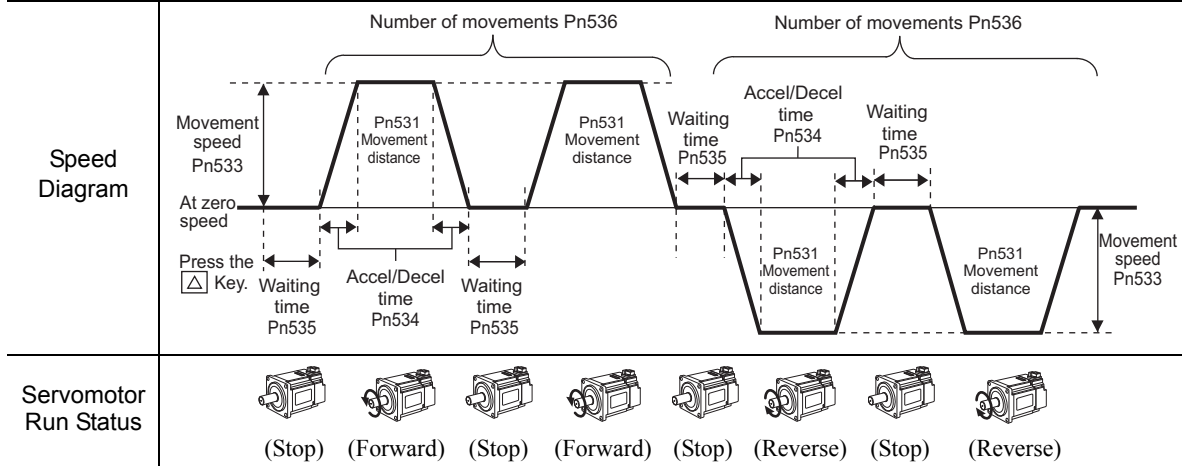 Speed
Diagram
Number of movements Pn536
Number of movements Pn536
Movement
speed
Pn533
Pn531
Movement
distance
Pn531
Movement
distance
Waiting
time
Pn535
Accel/Decel
time
Pn534
Waiting
time
Pn535
At zero
speed
Press the
△ Key.
Waiting
time
Pn535
Accel/Decel
time
Pn534
Waiting
time
Pn535
Pn531
Movement
distance
Pn531
Movement
distance
Movement
speed
Pn533
Servomotor
Run Status
(Stop) (Forward) (Stop) (Forward) (Stop) (Reverse) (Stop) (Reverse)